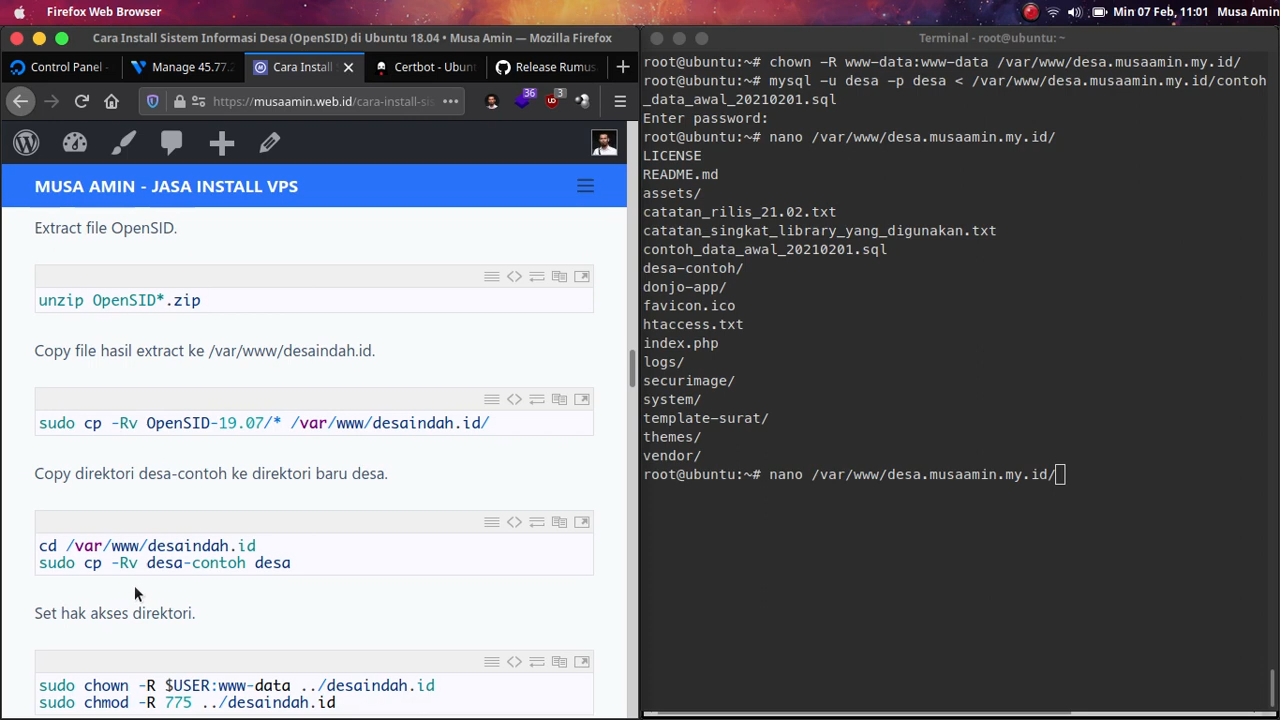 Firefox Web Browser
Min 07 Feb, 11:01
Musa Amin
Cara Install Sistem Informasi Desa (OpenSID) di Ubuntu 18.04 • Musa Amin — Mozilla Firefox
Control Panel -
Manage 45.77.2
Cara Install
Certbot - Ubun
Release Rumus
https://musaamin.web.id/cara-install-sis
36
3
MUSA AMIN - JASA INSTALL VPS
Extract file OpenSID.
unzip OpenSID*.zip
Copy file hasil extract ke /var/www/desaindah.id.
sudo cp -Rv OpenSID-19.07/* /var/www/desaindah.id/
Copy direktori desa-contoh ke direktori baru desa.
cd /var/www/desaindah.id
sudo cp -Rv desa-contoh desa
Set hak akses direktori.
sudo chown -R $USER:www-data ../desaindah.id
sudo chmod -R 775 ../desaindah.id
Terminal - root@ubuntu: ~
root@ubuntu:~# chown -R www-data:www-data /var/www/desa.musaamin.my.id/
root@ubuntu:~# mysql -u desa -p desa < /var/www/desa.musaamin.my.id/contoh
_data_awal_20210201.sql
Enter password:
root@ubuntu:~# nano /var/www/desa.musaamin.my.id/
LICENSE
README.md
assets/
catatan_rilis_21.02.txt
catatan_singkat_library_yang_digunakan.txt
contoh_data_awal_20210201.sql
desa-contoh/
donjo-app/
favicon.ico
htaccess.txt
index.php
logs/
securimage/
system/
template-surat/
themes/
vendor/
root@ubuntu:~# nano /var/www/desa.musaamin.my.id/